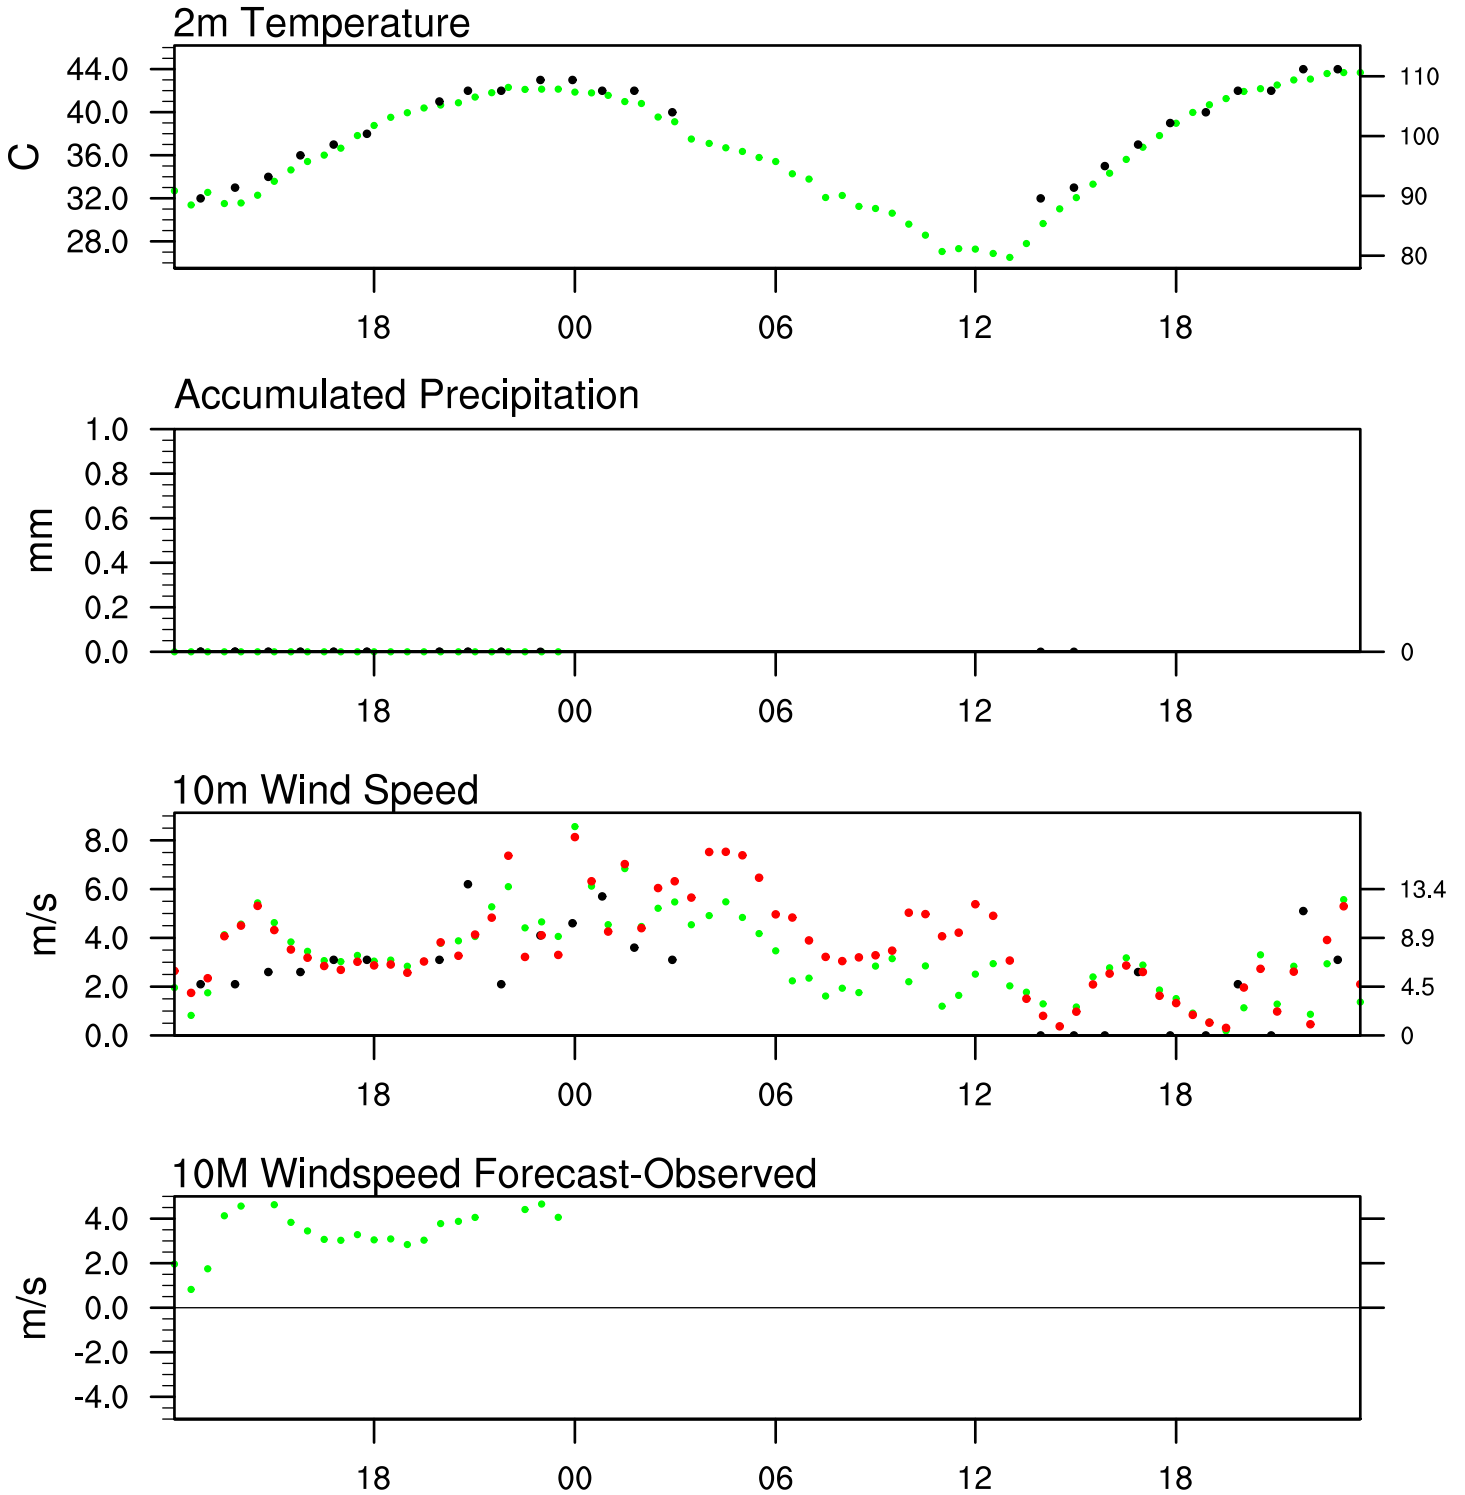 2m Temperature
44.0
40.0
36.0
32.0
28.0
C
110
100
90
80
18 00 06 12 18
Accumulated Precipitation
1.0
0.8
0.6
0.4
0.2
0.0
mm
0
18 00 06 12 18
10m Wind Speed
8.0
6.0
4.0
2.0
0.0
m/s
13.4
8.9
4.5
0
18 00 06 12 18
10M Windspeed Forecast-Observed
4.0
2.0
0.0
-2.0
-4.0
m/s
18 00 06 12 18